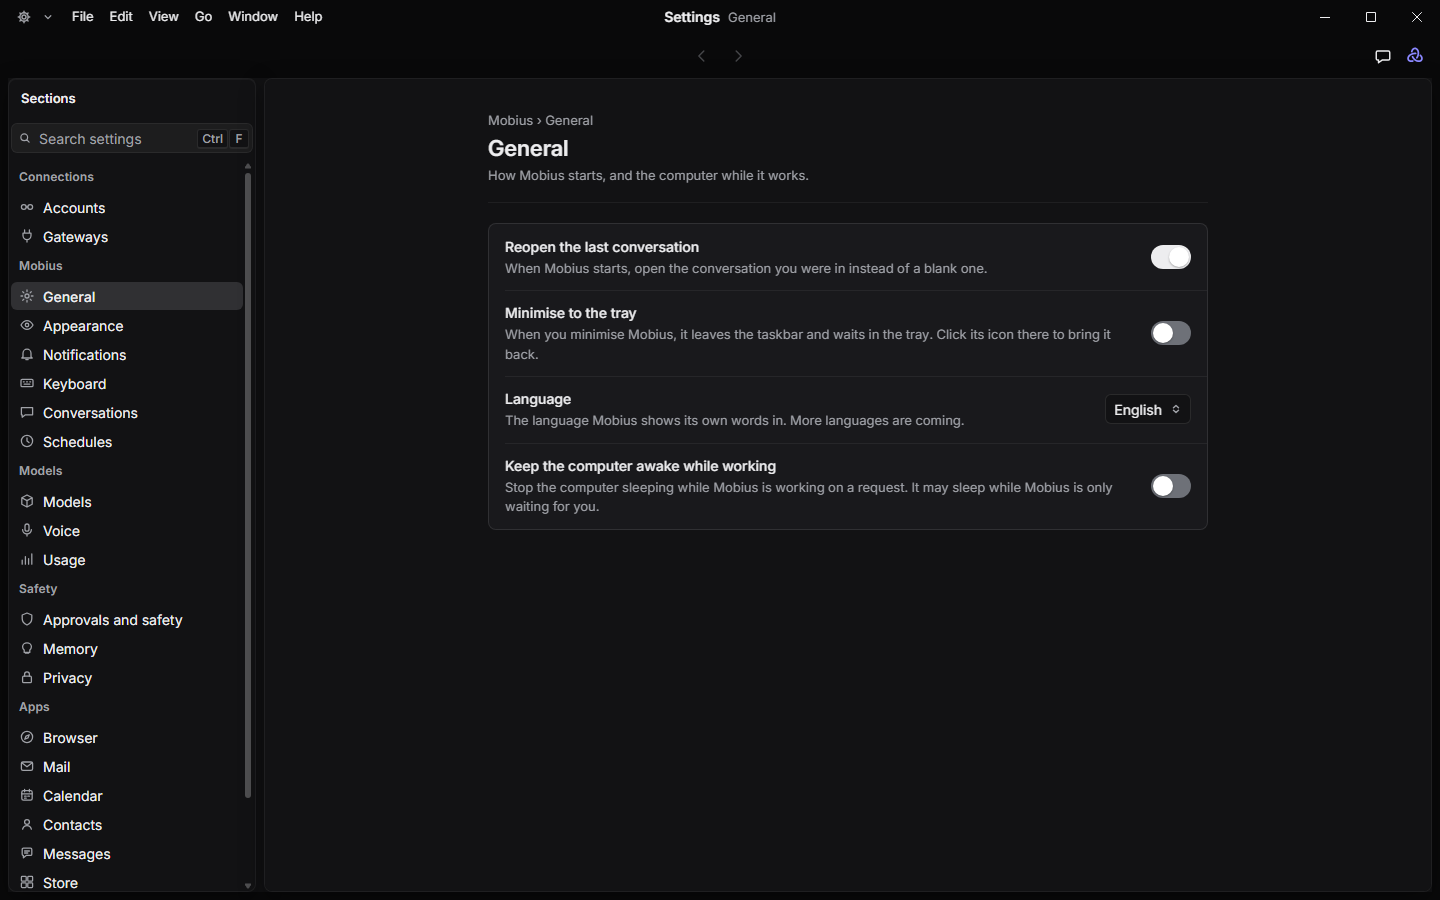 File Edit View Go Window Help
Settings General
Sections
Search settings Ctrl F
Connections
Accounts
Gateways
Mobius
General
Appearance
Notifications
Keyboard
Conversations
Schedules
Models
Models
Voice
Usage
Safety
Approvals and safety
Memory
Privacy
Apps
Browser
Mail
Calendar
Contacts
Messages
Store
Mobius › General
General
How Mobius starts, and the computer while it works.
Reopen the last conversation
When Mobius starts, open the conversation you were in instead of a blank one.
Minimise to the tray
When you minimise Mobius, it leaves the taskbar and waits in the tray. Click its icon there to bring it
back.
Language
The language Mobius shows its own words in. More languages are coming.
English
Keep the computer awake while working
Stop the computer sleeping while Mobius is working on a request. It may sleep while Mobius is only
waiting for you.